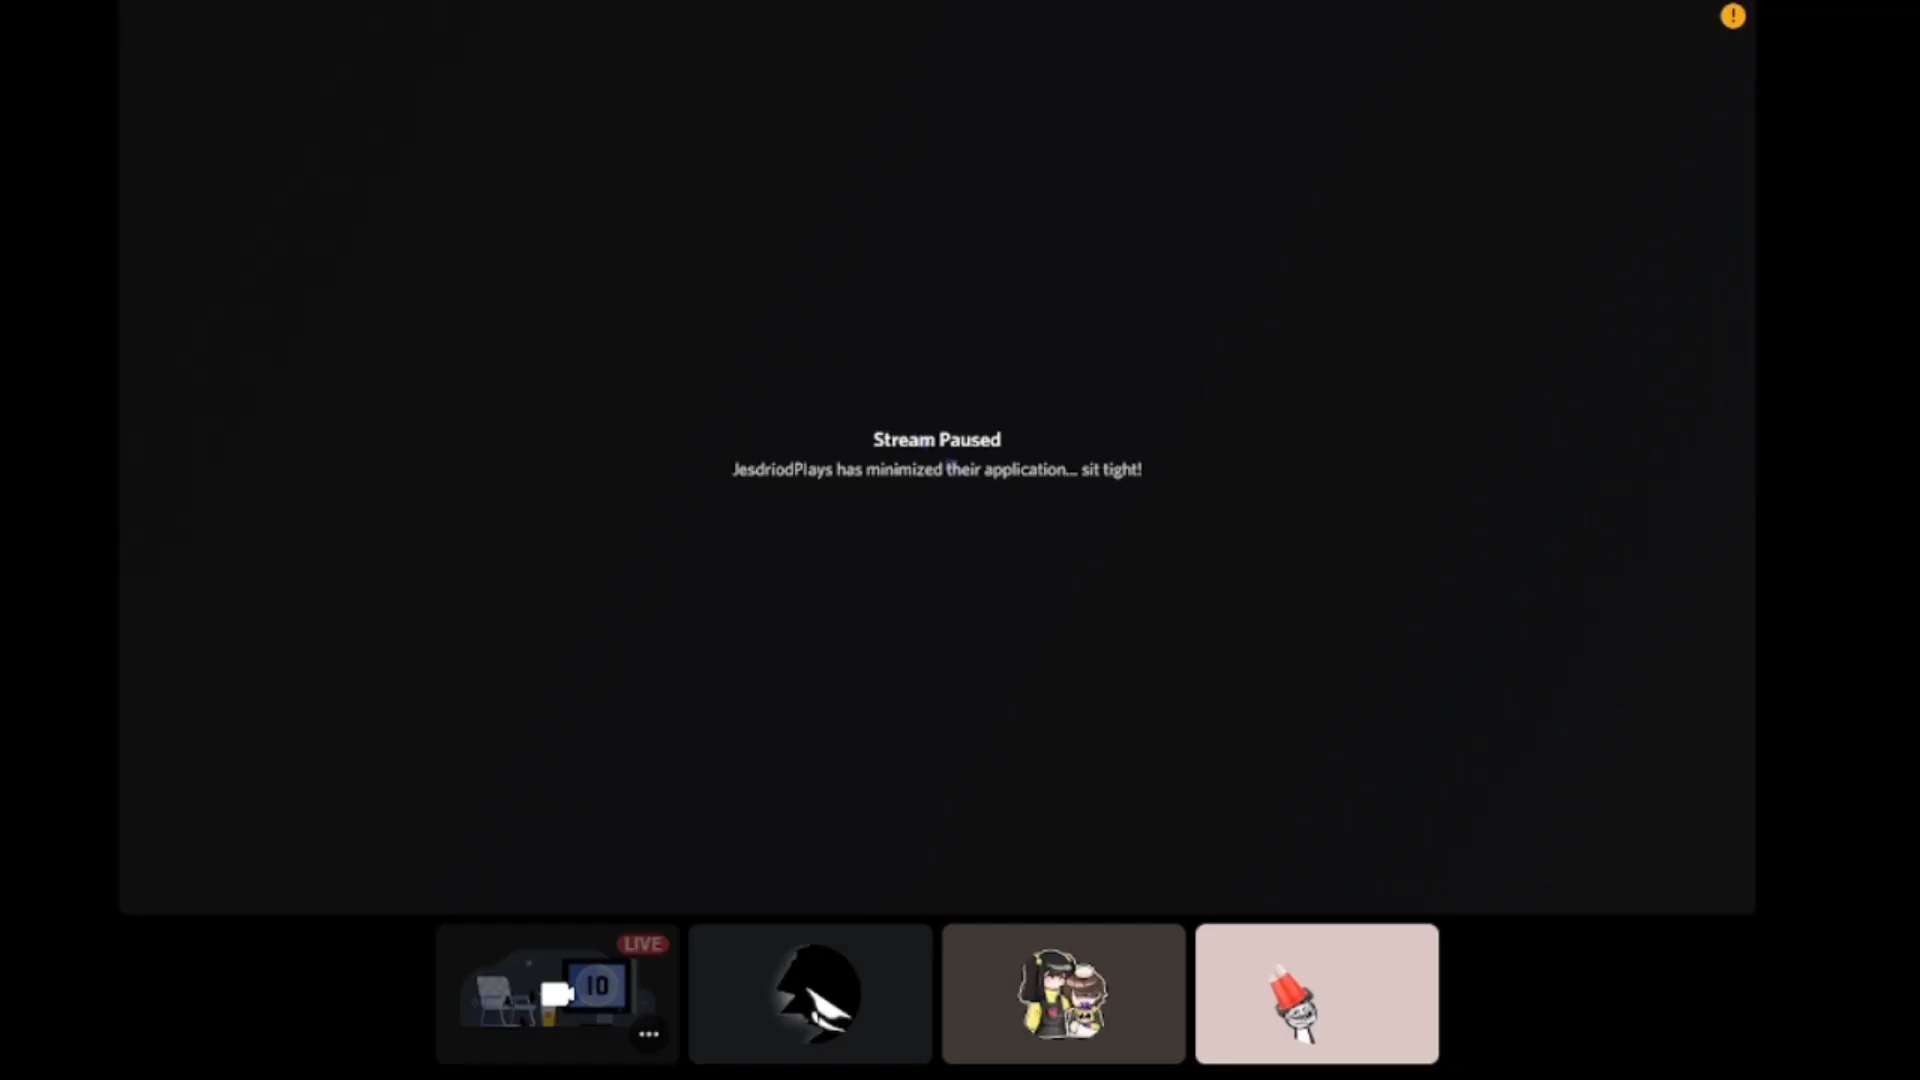 Stream Paused
JesdriodPlays has minimized their application... sit tight!
LIVE
10